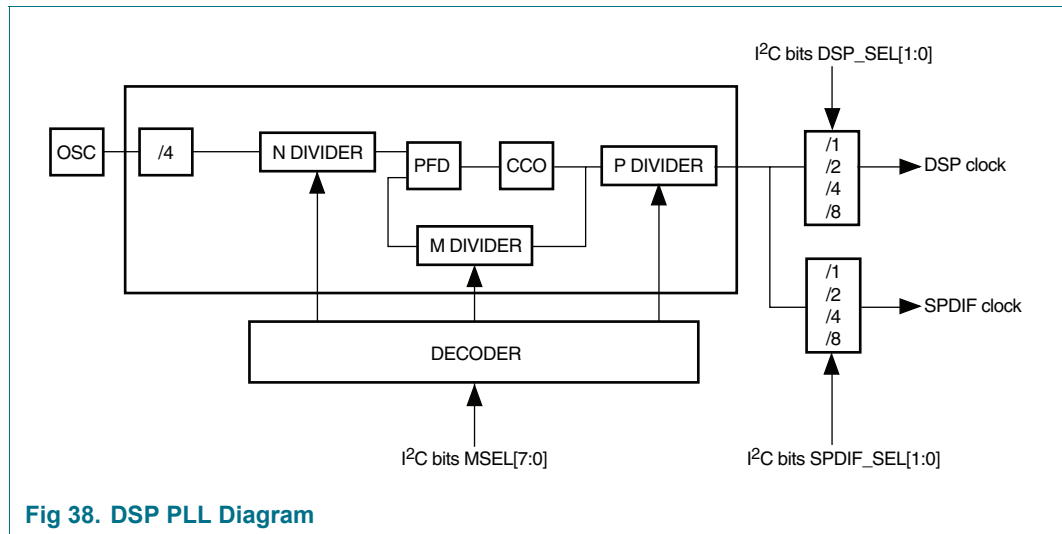 I²C bits DSP_SEL[1:0]
OSC
/4
N DIVIDER
PFD
CCO
P DIVIDER
M DIVIDER
/1
/2
/4
/8
DSP clock
/1
/2
/4
/8
SPDIF clock
DECODER
I²C bits MSEL[7:0]
I²C bits SPDIF_SEL[1:0]
Fig 38. DSP PLL Diagram